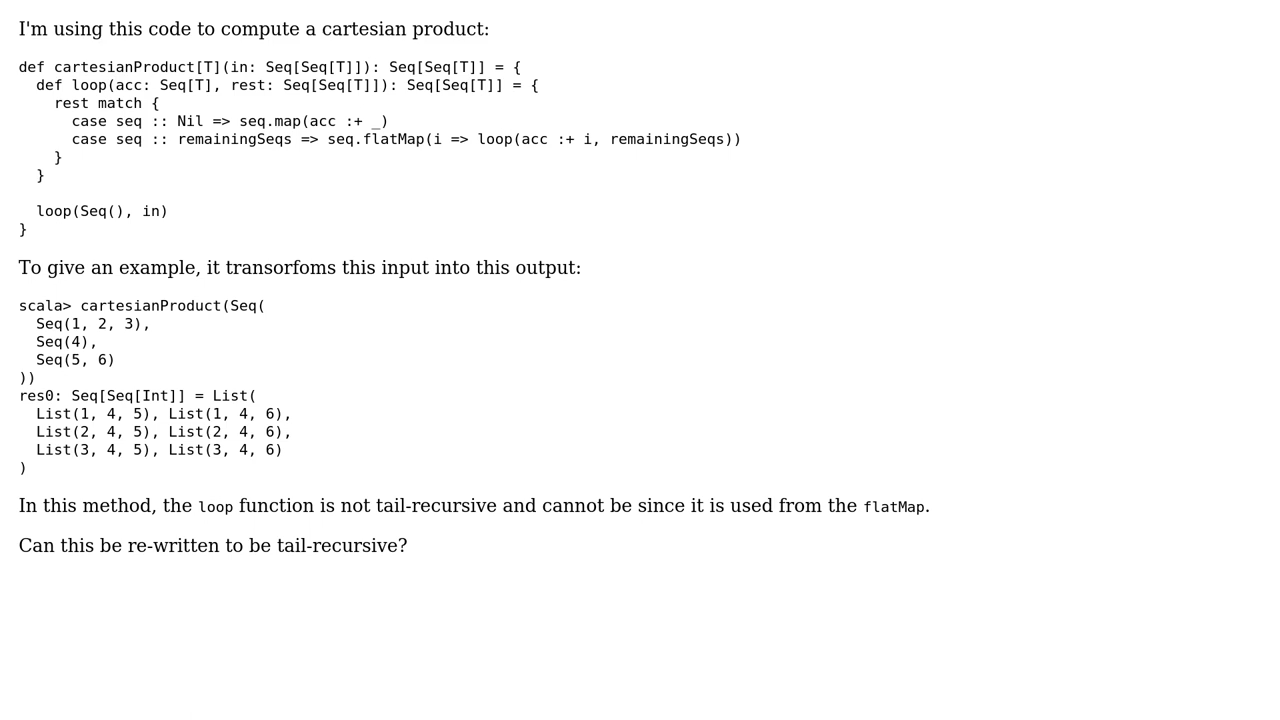 I'm using this code to compute a cartesian product:
def cartesianProduct[T](in: Seq[Seq[T]]): Seq[Seq[T]] = {
  def loop(acc: Seq[T], rest: Seq[Seq[T]]): Seq[Seq[T]] = {
    rest match {
      case seq :: Nil => seq.map(acc :+ _)
      case seq :: remainingSeqs => seq.flatMap(i => loop(acc :+ i, remainingSeqs))
    }
  }

  loop(Seq(), in)
}
To give an example, it transorfoms this input into this output:
scala> cartesianProduct(Seq(
  Seq(1, 2, 3),
  Seq(4),
  Seq(5, 6)
))
res0: Seq[Seq[Int]] = List(
  List(1, 4, 5), List(1, 4, 6),
  List(2, 4, 5), List(2, 4, 6),
  List(3, 4, 5), List(3, 4, 6)
)
In this method, the loop function is not tail-recursive and cannot be since it is used from the flatMap.
Can this be re-written to be tail-recursive?